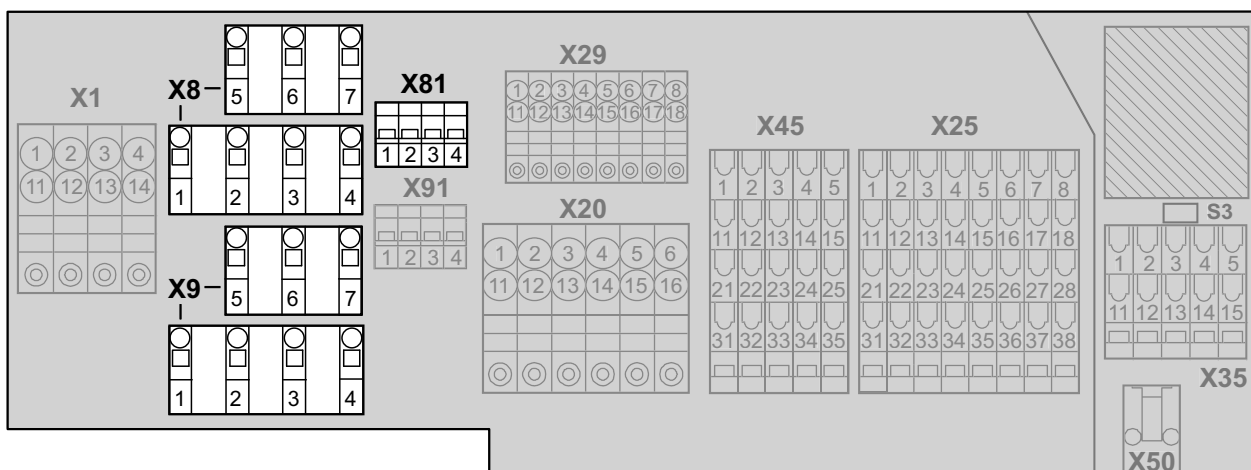 X1
1 2 3 4
11 12 13 14
X8
5 6 7
1 2 3 4
X9
5 6 7
1 2 3 4
X81
1 2 3 4
X91
1 2 3 4
X29
1 2 3 4 5 6 7 8
11 12 13 14 15 16 17 18
X20
1 2 3 4 5 6
11 12 13 14 15 16
X45
1 2 3 4 5
11 12 13 14 15
21 22 23 24 25
31 32 33 34 35
X25
1 2 3 4 5 6 7 8
11 12 13 14 15 16 17 18
21 22 23 24 25 26 27 28
31 32 33 34 35 36 37 38
S3
1 2 3 4 5
11 12 13 14 15
X35
X50